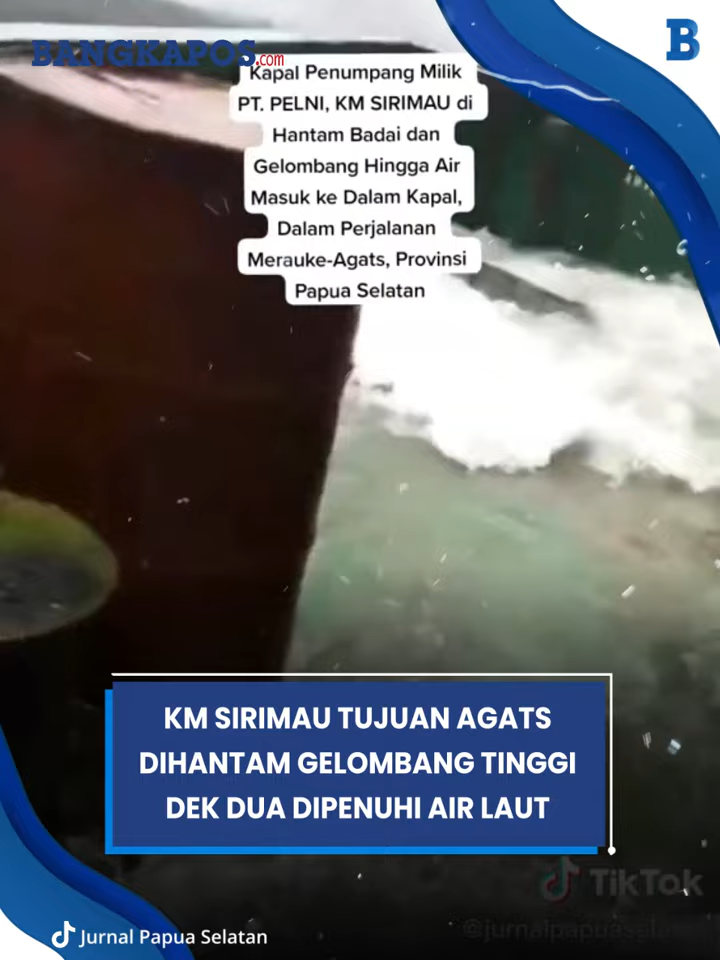 BANGKAPOS.com
B
Kapal Penumpang Milik
PT. PELNI, KM SIRIMAU di
Hantam Badai dan
Gelombang Hingga Air
Masuk ke Dalam Kapal,
Dalam Perjalanan
Merauke-Agats, Provinsi
Papua Selatan
KM SIRIMAU TUJUAN AGATS
DIHANTAM GELOMBANG TINGGI
DEK DUA DIPENUHI AIR LAUT
TikTok
@jurnalpapuasela
Jurnal Papua Selatan